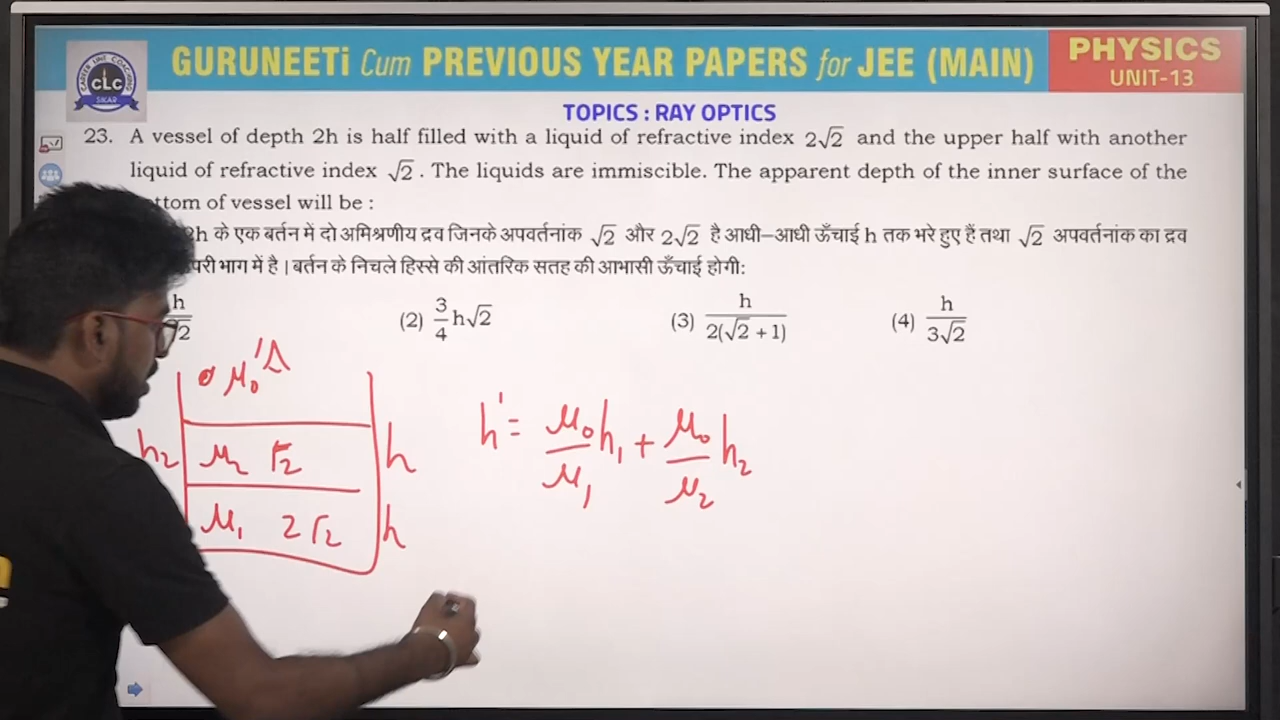 GURUNEETi Cum PREVIOUS YEAR PAPERS for JEE (MAIN)
PHYSICS
UNIT-13
CLC
SIKAR
TOPICS : RAY OPTICS
23. A vessel of depth 2h is half filled with a liquid of refractive index 2√2 and the upper half with another
liquid of refractive index √2. The liquids are immiscible. The apparent depth of the inner surface of the
ttom of vessel will be :
2h के एक बर्तन में दो अमिश्रणीय द्रव जिनके अपवर्तनांक √2 और 2√2 है आधी–आधी ऊँचाई h तक भरे हुए हैं तथा √2 अपवर्तनांक का द्रव
परी भाग में है। बर्तन के निचले हिस्से की आंतरिक सतह की आभासी ऊँचाई होगी:
h/√2 (2) 3/4 h√2 (3) h/2(√2 + 1) (4) h/3√2
μ₀
h₂ μ₂ √2 h
μ₁ 2√2 h
h' = μ₀/μ₁ h₁ + μ₀/μ₂ h₂